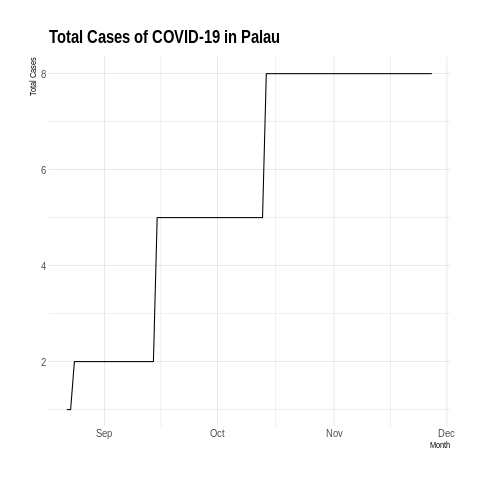 Total Cases of COVID-19 in Palau
Total Cases
8
6
4
2
Sep Oct Nov Dec
Month